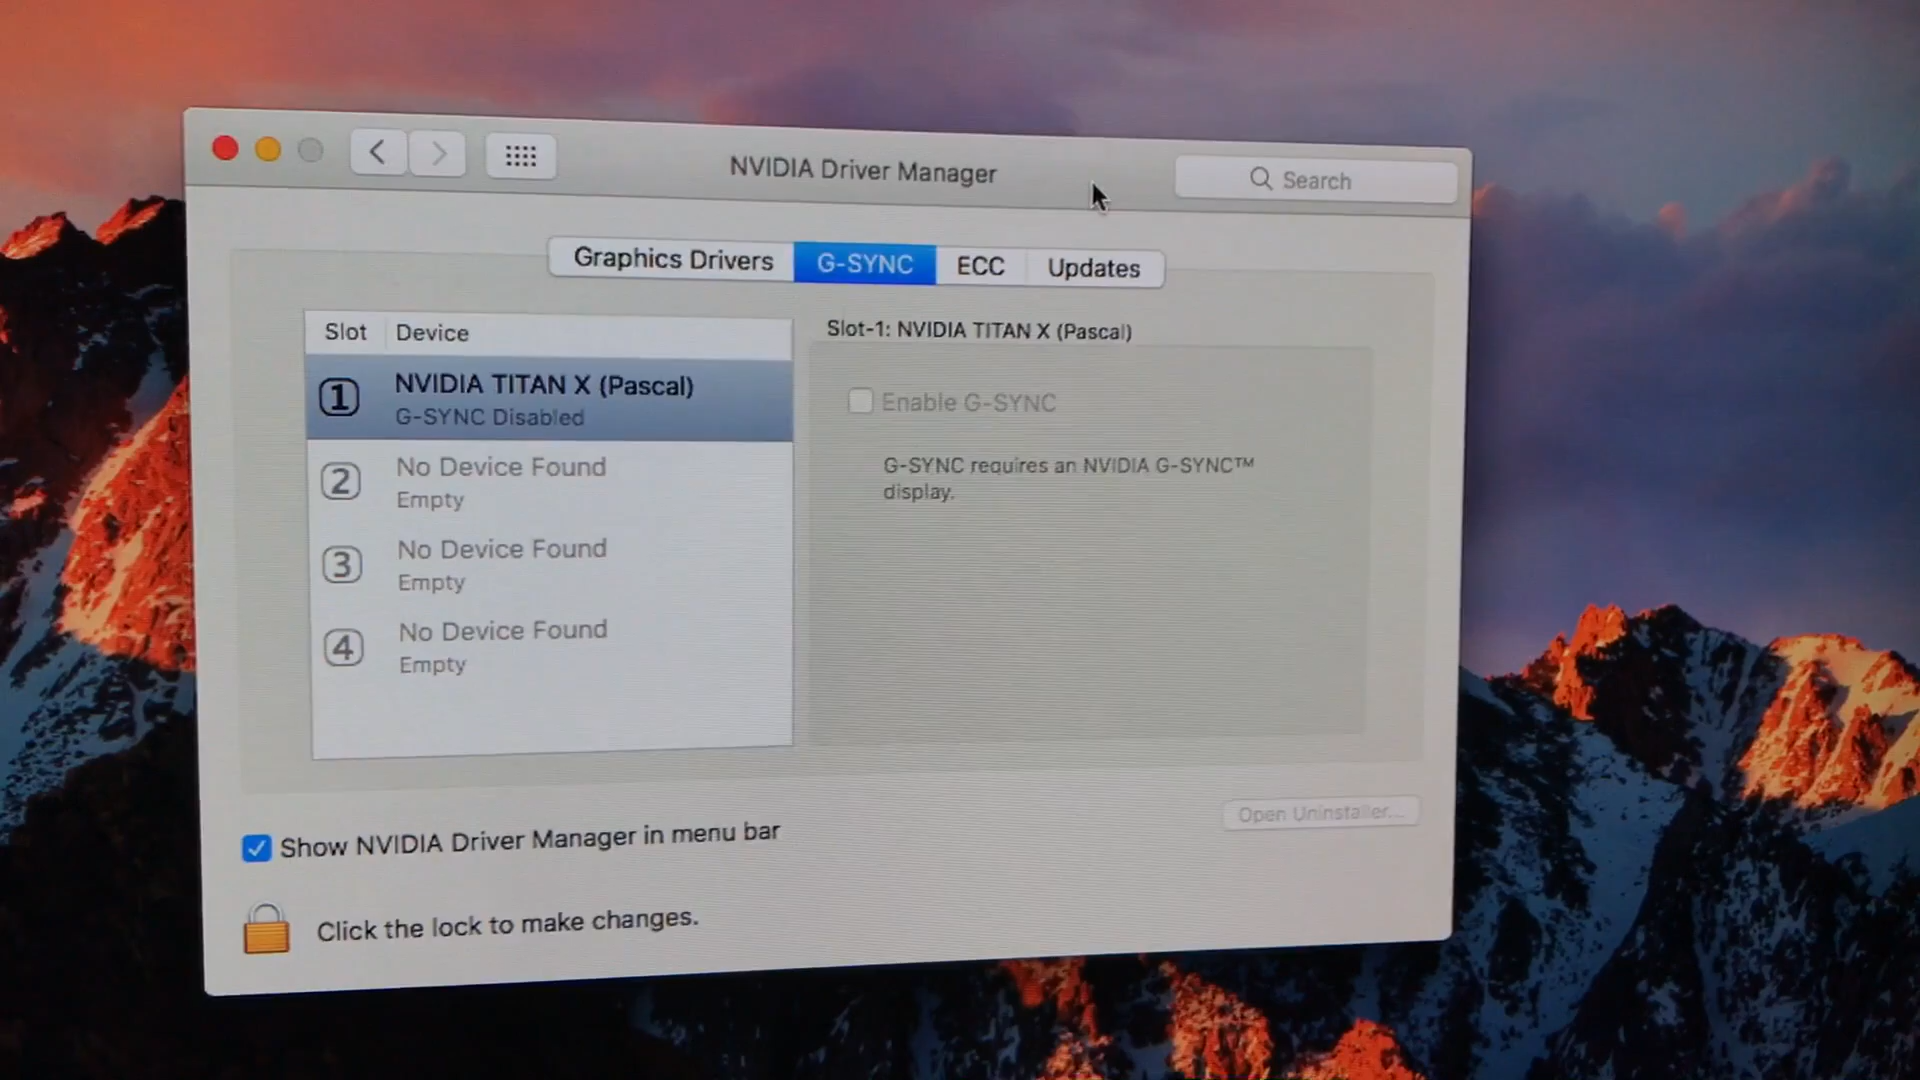 NVIDIA Driver Manager
Search
Graphics Drivers
G-SYNC
ECC
Updates
Slot
Device
1
NVIDIA TITAN X (Pascal)
G-SYNC Disabled
2
No Device Found
Empty
3
No Device Found
Empty
4
No Device Found
Empty
Slot-1: NVIDIA TITAN X (Pascal)
Enable G-SYNC
G-SYNC requires an NVIDIA G-SYNC™
display.
Open Uninstaller...
Show NVIDIA Driver Manager in menu bar
Click the lock to make changes.